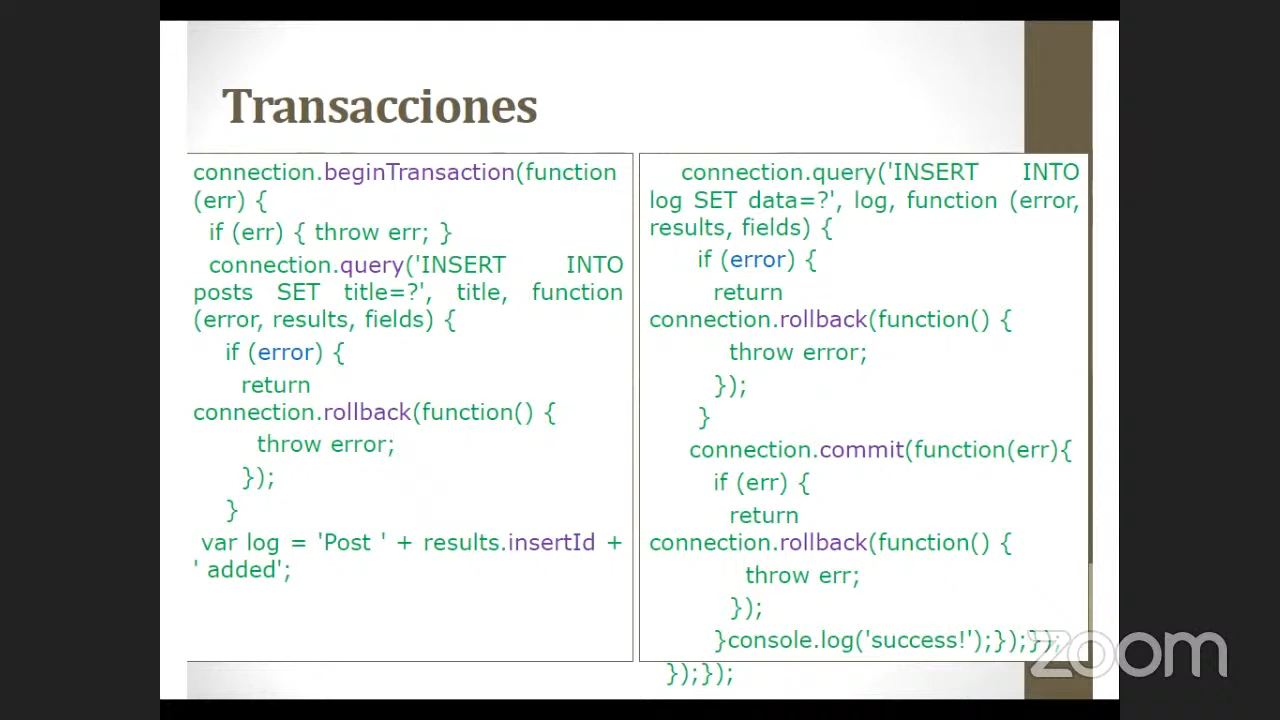 Transacciones
connection.beginTransaction(function
(err) {
if (err) { throw err; }
connection.query('INSERT INTO
posts SET title=?', title, function
(error, results, fields) {
if (error) {
return
connection.rollback(function() {
throw error;
});
}
var log = 'Post ' + results.insertId +
' added';
connection.query('INSERT INTO
log SET data=?', log, function (error,
results, fields) {
if (error) {
return
connection.rollback(function() {
throw error;
});
}
connection.commit(function(err){
if (err) {
return
connection.rollback(function() {
throw err;
});
}console.log('success!');});});
});});
zoom